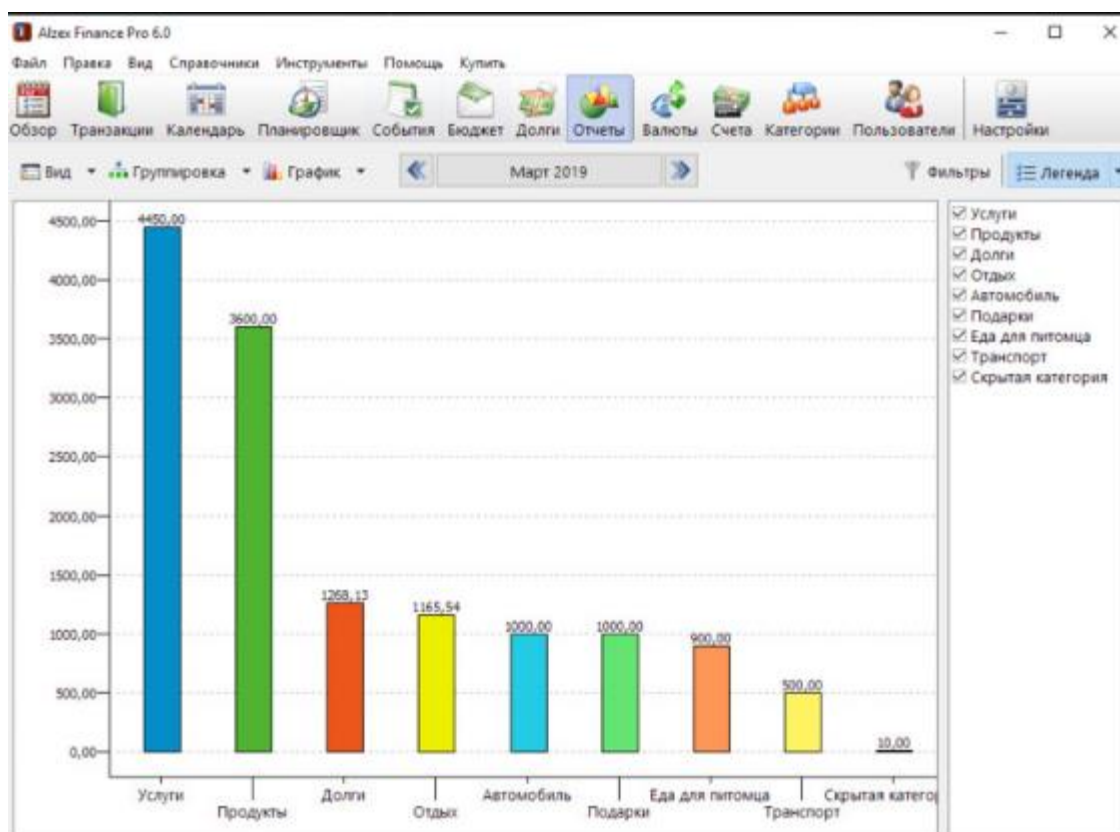 Alzex Finance Pro 6.0
Файл Правка Вид Справочники Инструменты Помощь Купить
Обзор Транзакции Календарь Планировщик События Бюджет Долги Отчеты Валюты Счета Категории Пользователи Настройки
Вид Группировка График Март 2019 Фильтры Легенда
4500,00
4000,00
3500,00
3000,00
2500,00
2000,00
1500,00
1000,00
500,00
0,00
4450,00
3600,00
1268,13
1165,54
1000,00
1000,00
900,00
500,00
10,00
Услуги
Продукты
Долги
Отдых
Автомобиль
Подарки
Еда для питомца
Транспорт
Скрытая катего
Услуги
Продукты
Долги
Отдых
Автомобиль
Подарки
Еда для питомца
Транспорт
Скрытая категория